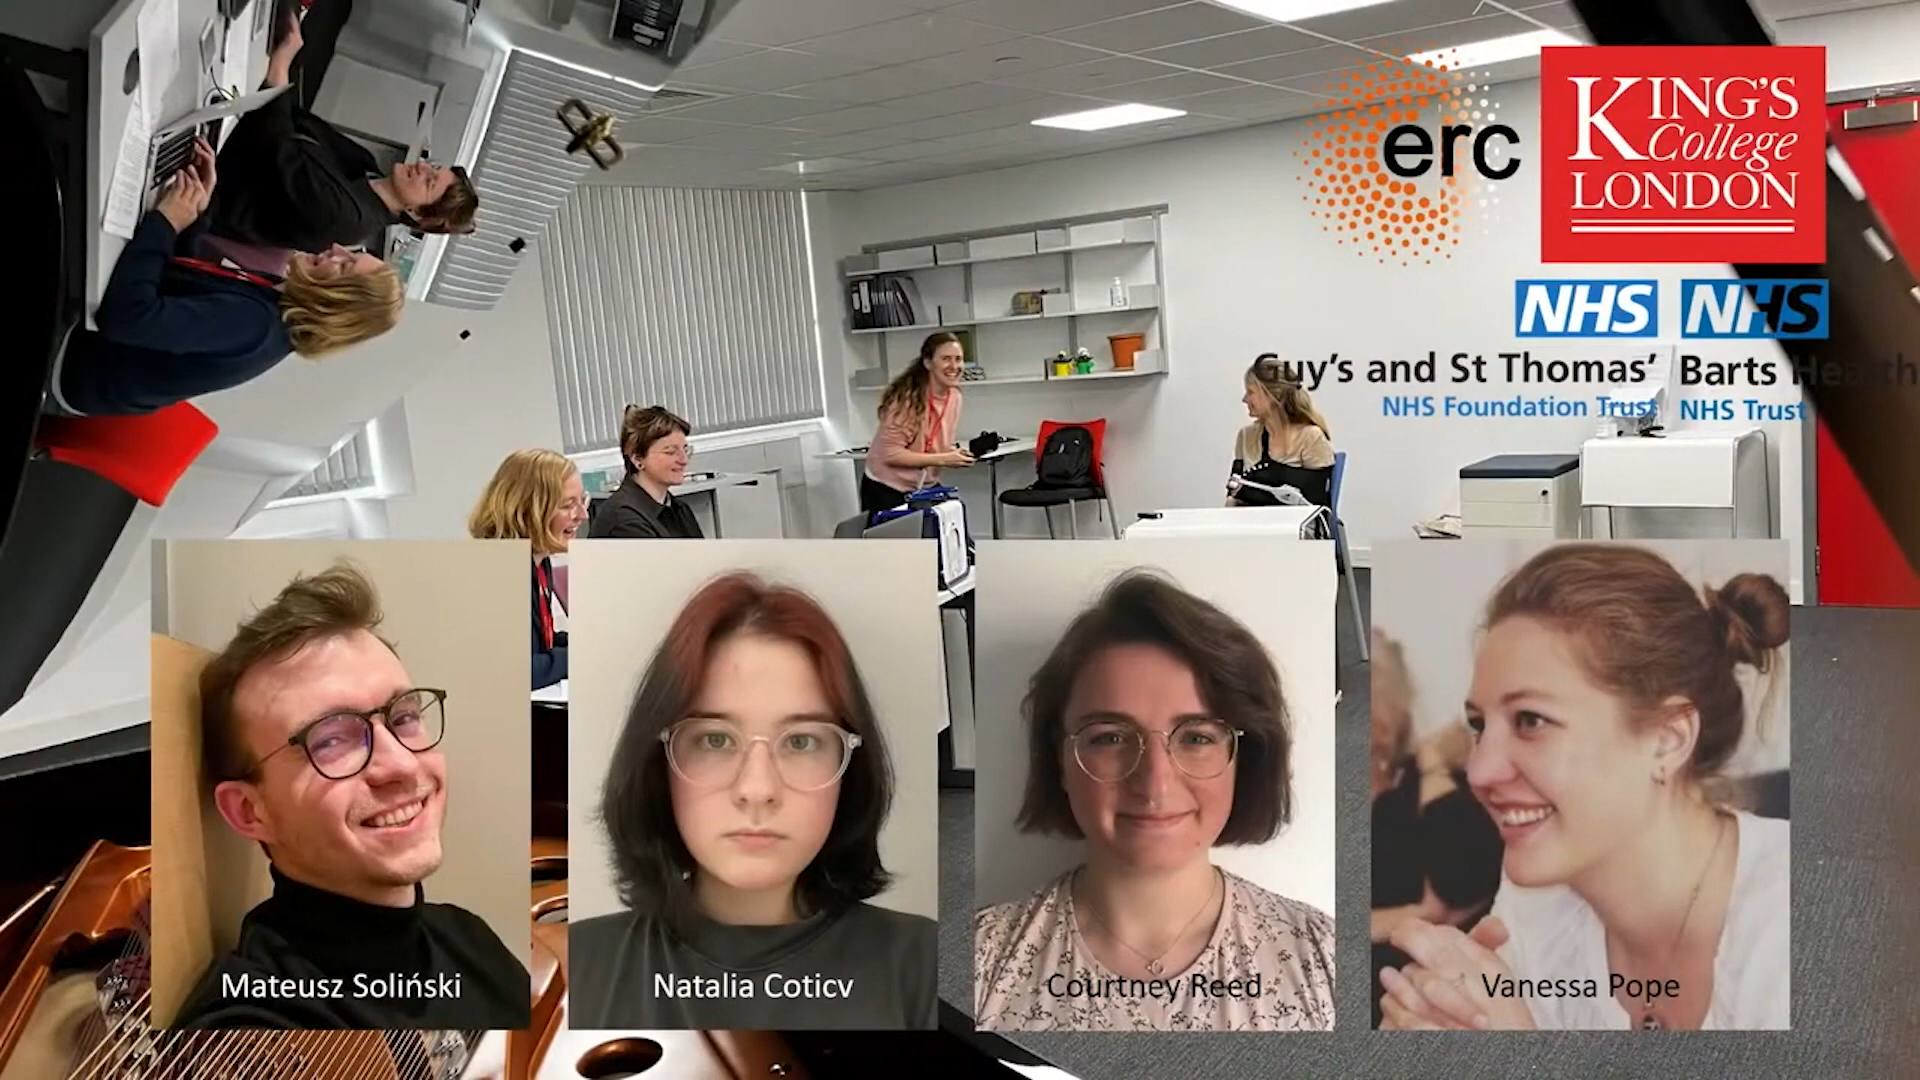 erc
KING'S
College
LONDON
NHS NHS
Guy's and St Thomas' Barts Health
NHS Foundation Trust NHS Trust
Mateusz Soliński
Natalia Coticv
Courtney Reed
Vanessa Pope